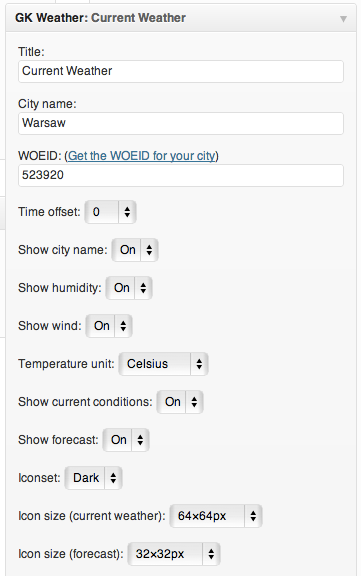 GK Weather: Current Weather
Title:
Current Weather
City name:
Warsaw
WOEID: (Get the WOEID for your city)
523920
Time offset: 0
Show city name: On
Show humidity: On
Show wind: On
Temperature unit: Celsius
Show current conditions: On
Show forecast: On
Iconset: Dark
Icon size (current weather): 64×64px
Icon size (forecast): 32×32px